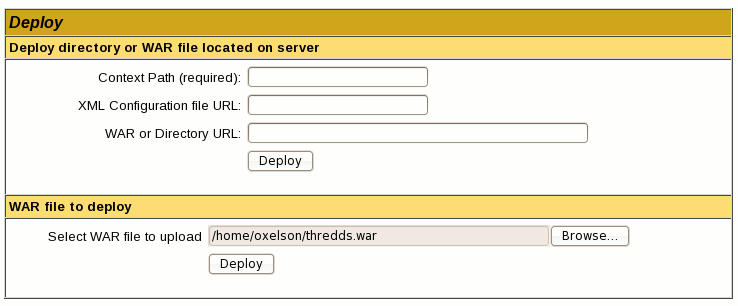 Deploy
Deploy directory or WAR file located on server
Context Path (required):
XML Configuration file URL:
WAR or Directory URL:
Deploy
WAR file to deploy
Select WAR file to upload /home/oxelson/thredds.war Browse...
Deploy